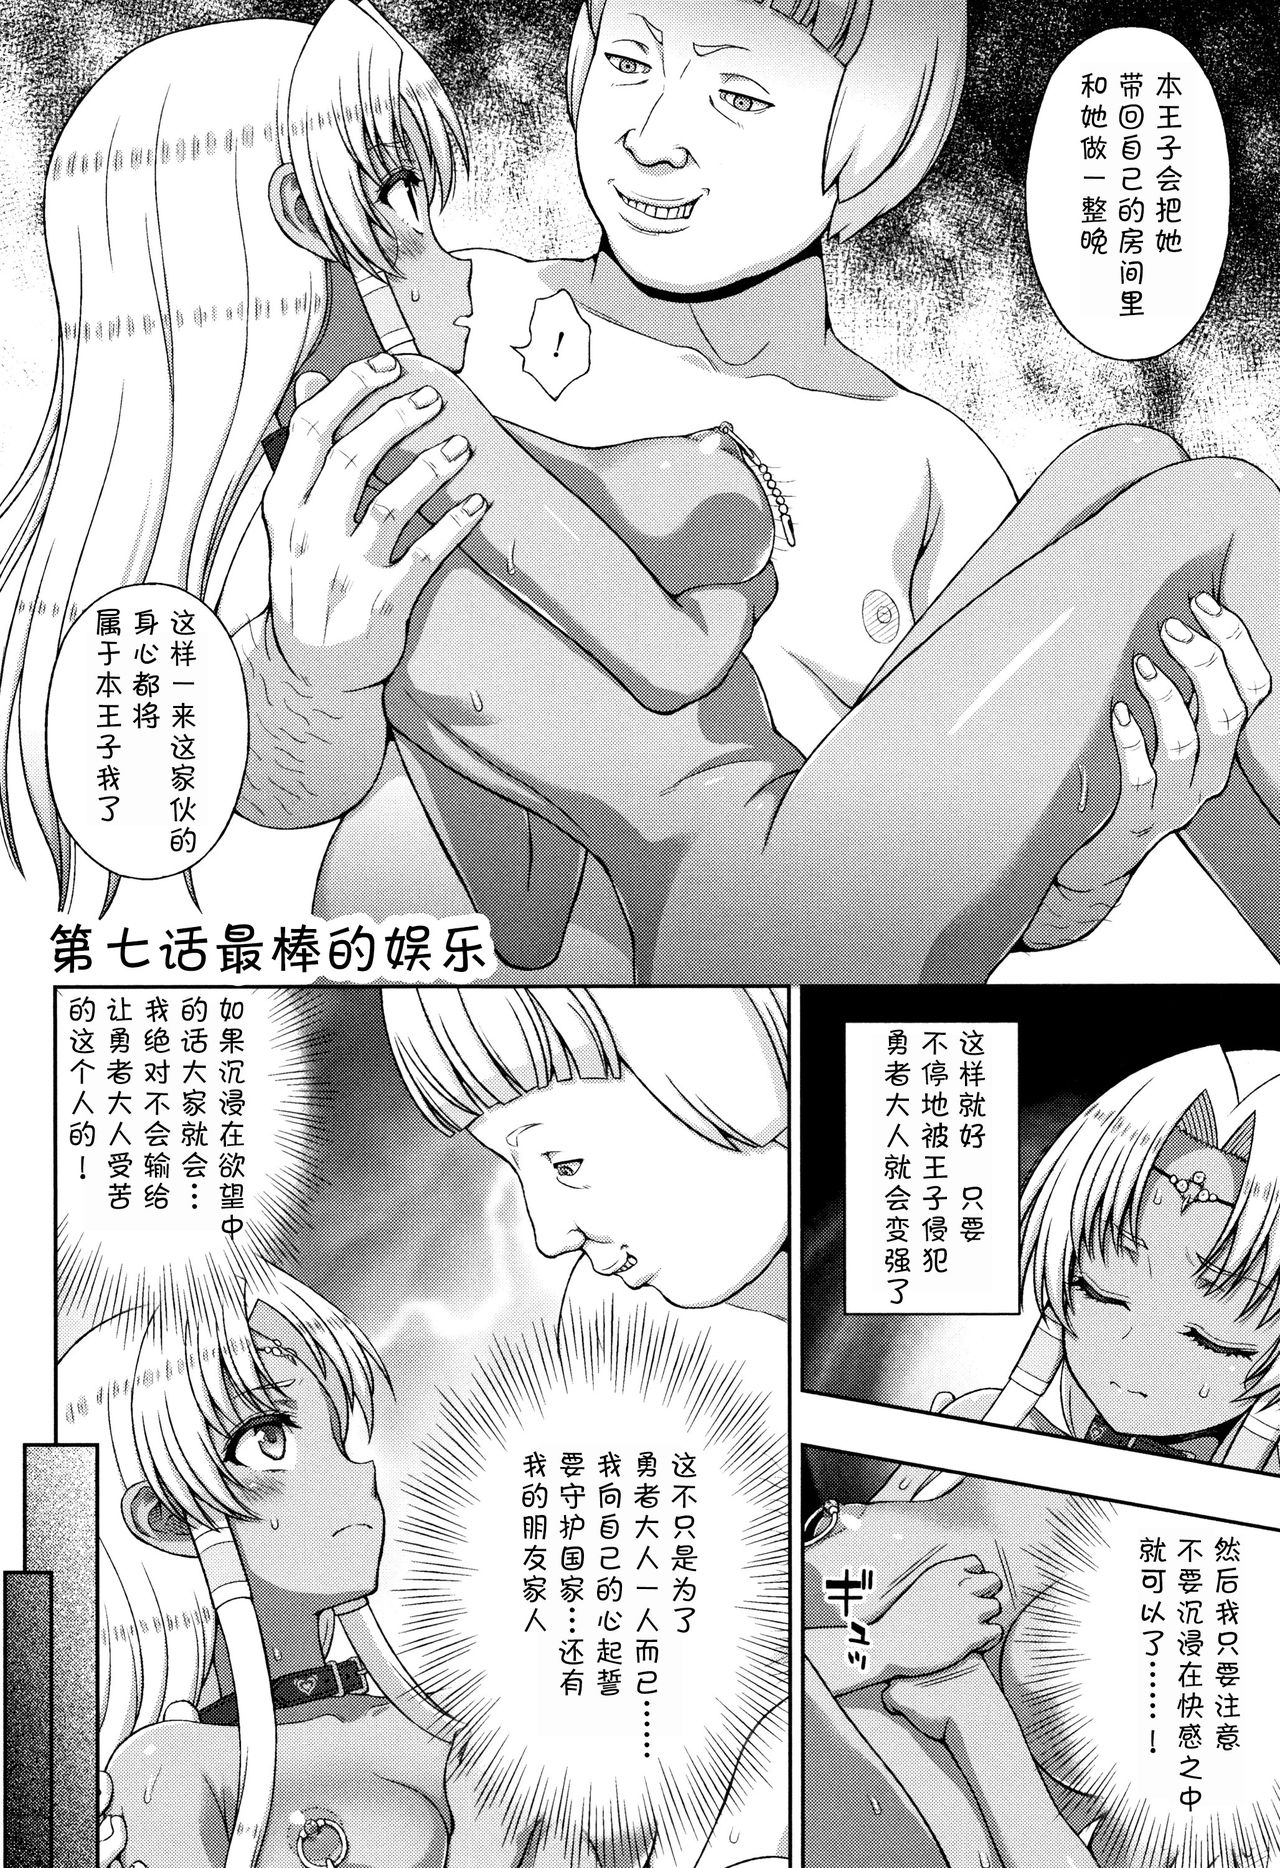 本王子会把她
带回自己的房间里
和她做一整晚
！
这样一来这家伙的
身心都将
属于本王子我了
第七话最棒的娱乐
这样就好 只要
不停地被王子侵犯
勇者大人就会变强了
然后我只要注意
不要沉浸在快感之中
就可以了……！
ギュッ
如果沉浸在欲望中
的话大家就会…
我绝对不会输给
让勇者大人受苦
的这个人的！
这不只是为了
勇者大人一人而已……
我向自己的心起誓
要守护国家…还有
我的朋友家人